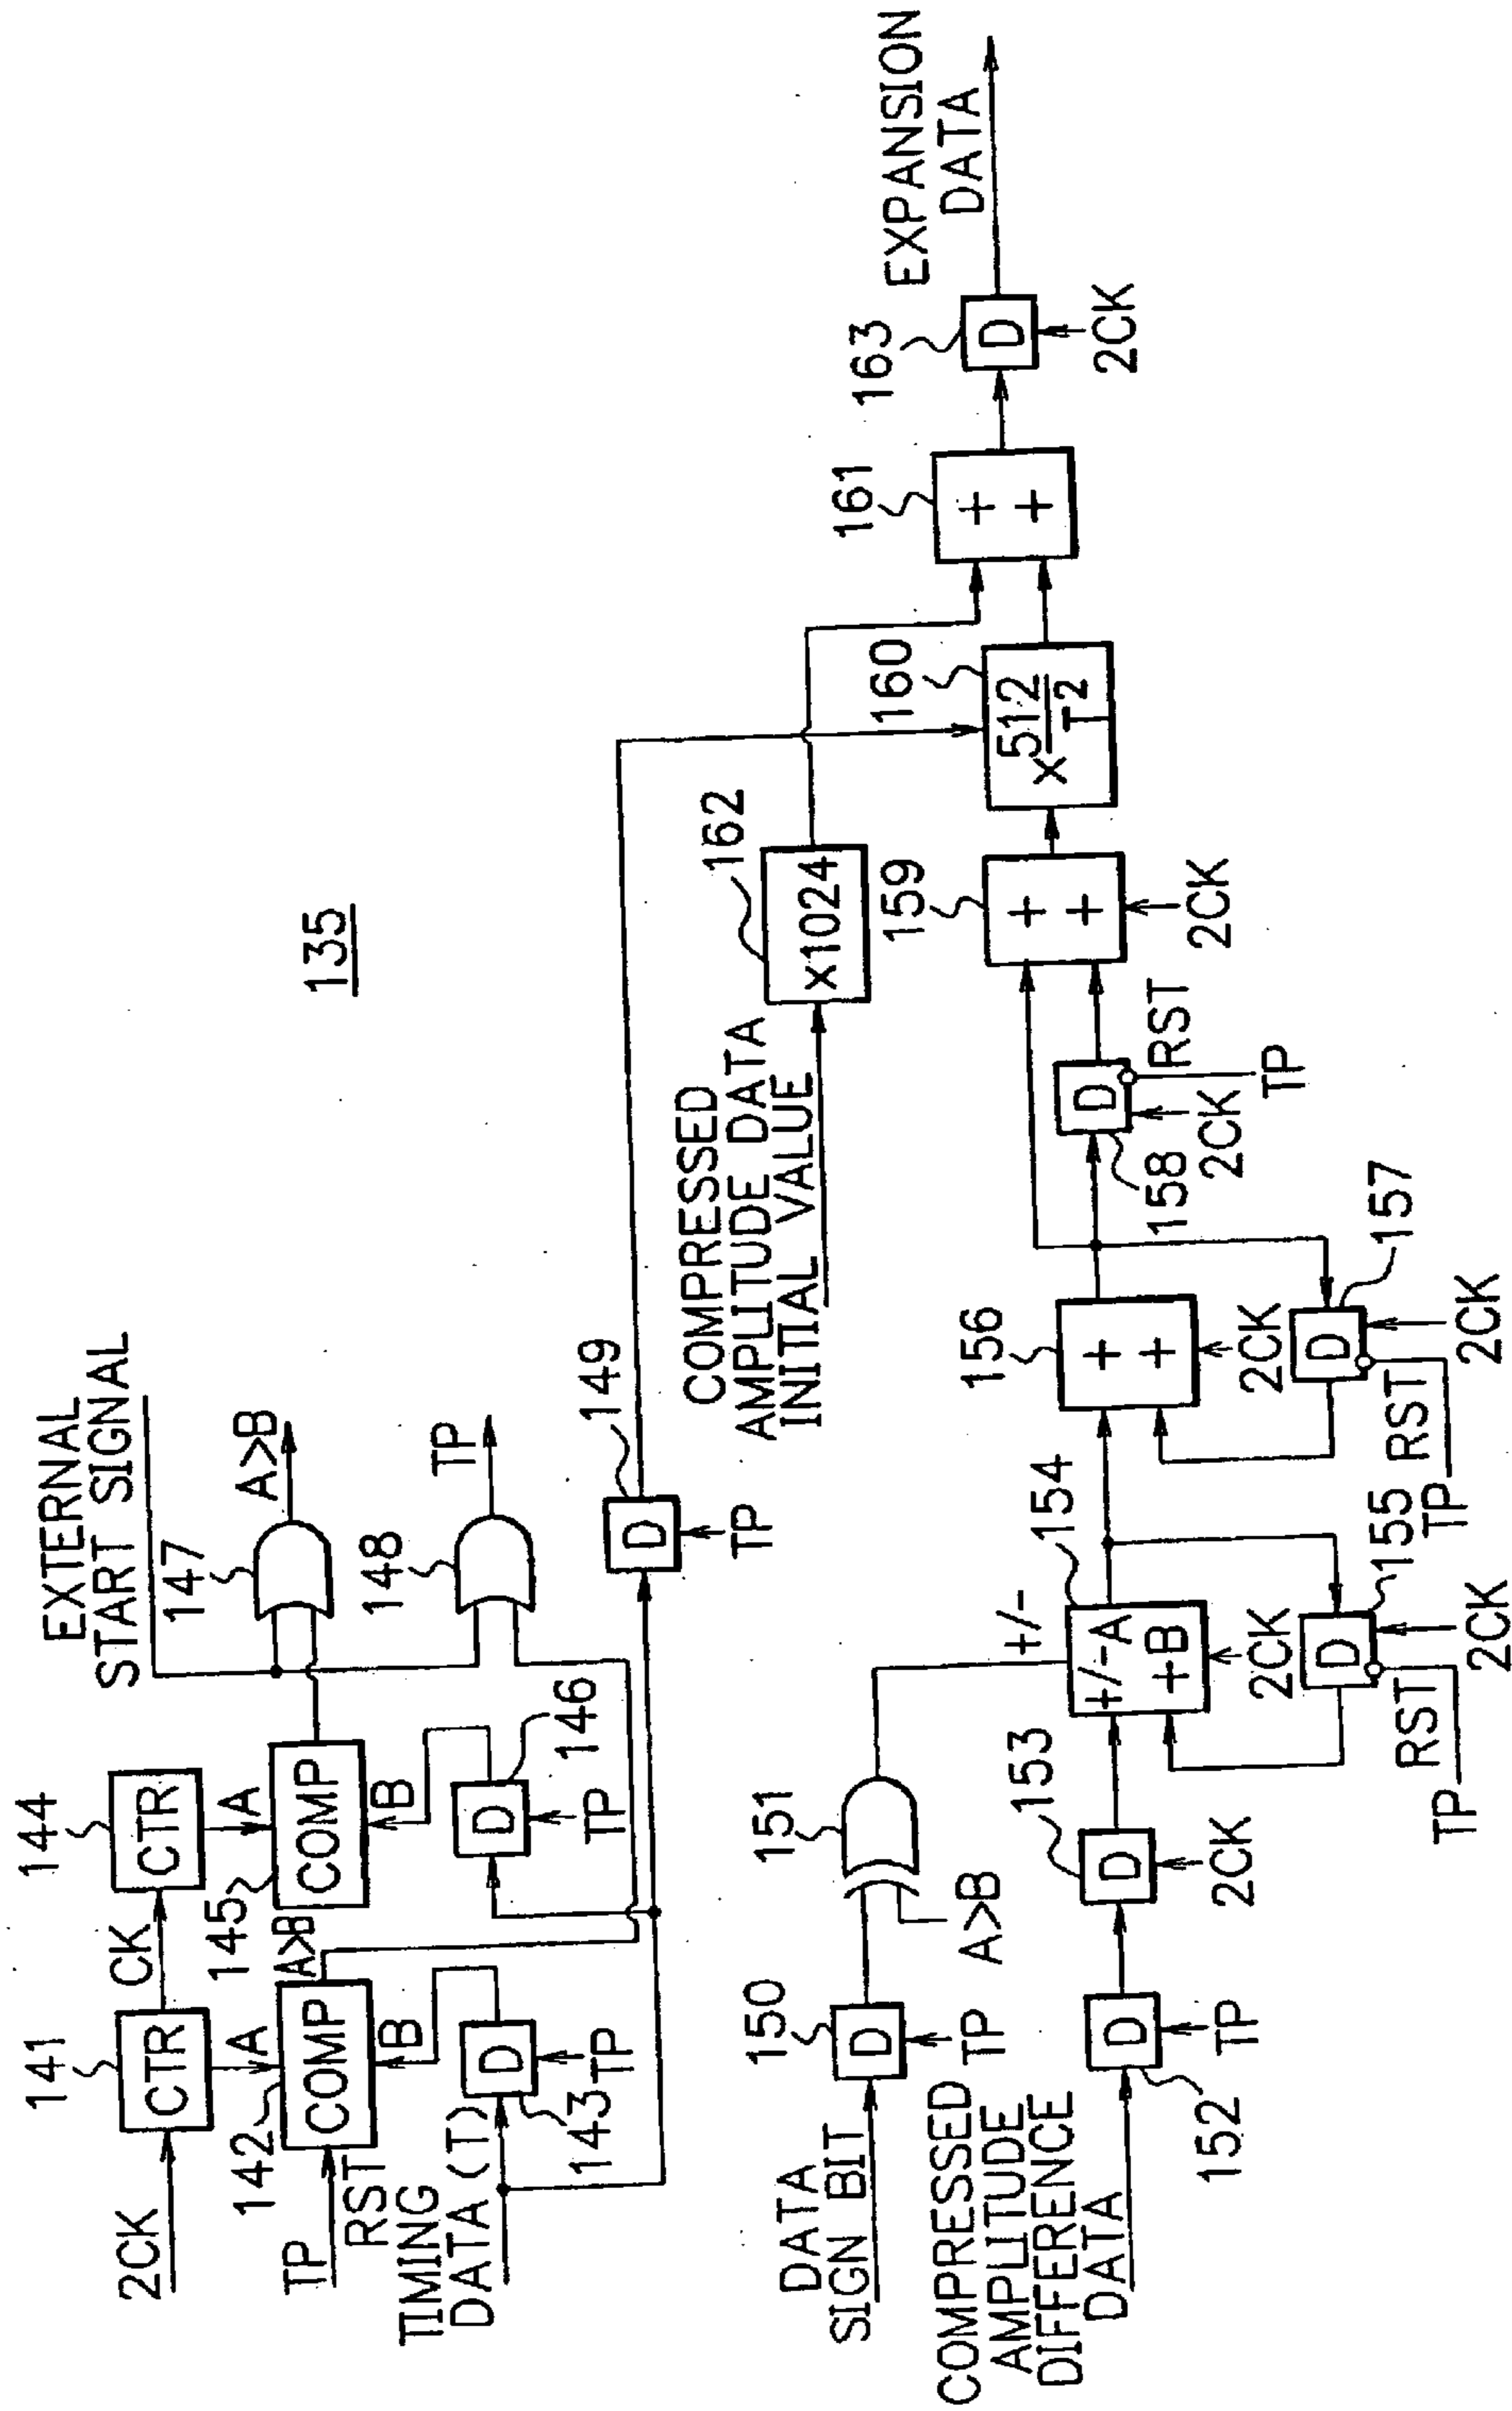 135
2CK
141
CTR
CK
144
CTR
A
A
TP
142
COMP
RST
A>B
145
COMP
B
B
TIMING
DATA (T)
D
143
TP
D
146
TP
EXTERNAL
START SIGNAL
147
A>B
148
TP
149
D
TP
COMPRESSED
AMPLITUDE DATA
INITIAL VALUE
162
×1024
DATA
SIGN BIT
150
D
TP
151
A>B
+/-
COMPRESSED
AMPLITUDE
DIFFERENCE
DATA
152
D
TP
153
D
2CK
154
+/-A
+B
2CK
155
D
RST
TP
2CK
156
+
+
2CK
157
D
RST
TP
2CK
158
D
2CK
RST
TP
159
+
+
2CK
160
×512
T2
161
+
+
163
D
2CK
EXPANSION
DATA